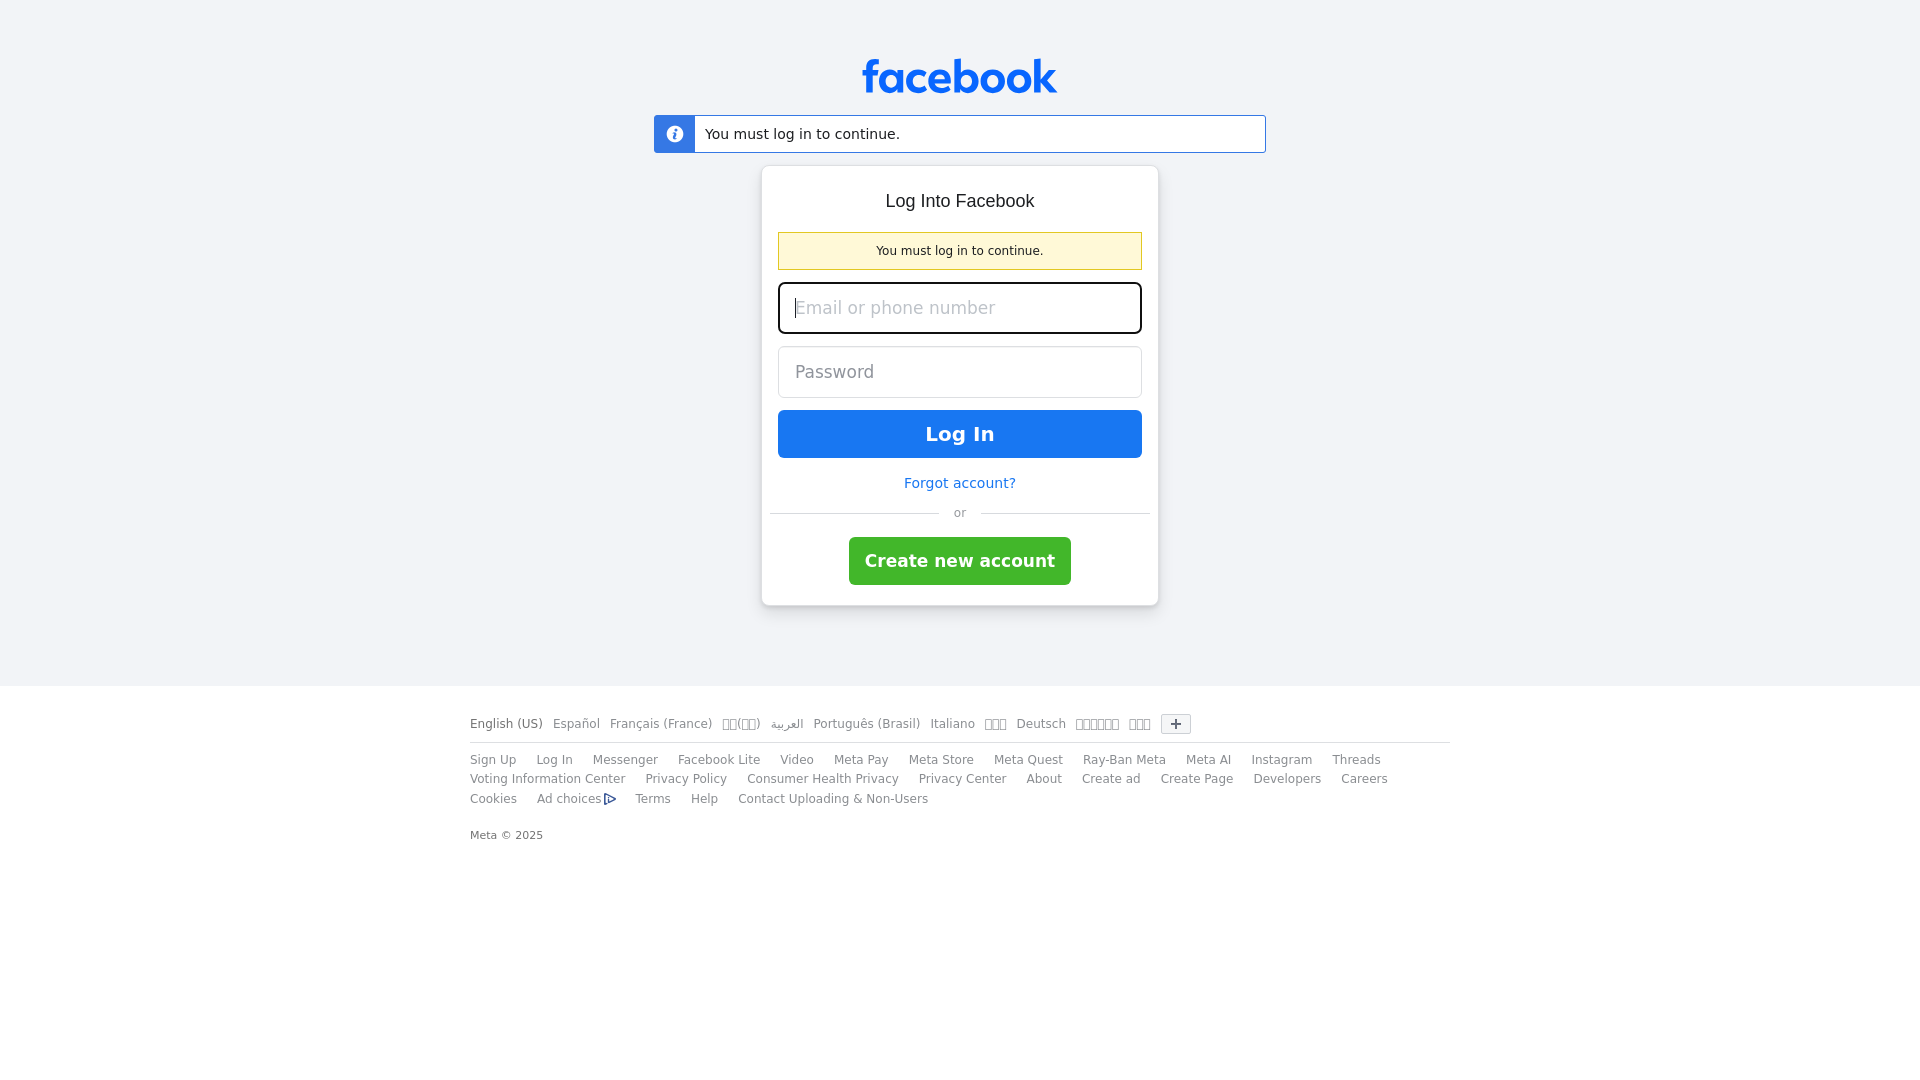 facebook
You must log in to continue.
Log Into Facebook
You must log in to continue.
Email or phone number
Password
Log In
Forgot account?
or
Create new account
English (US) Español Français (France) () العربية Português (Brasil) Italiano Deutsch
Sign Up Log In Messenger Facebook Lite Video Meta Pay Meta Store Meta Quest Ray-Ban Meta Meta AI Instagram Threads
Voting Information Center Privacy Policy Consumer Health Privacy Privacy Center About Create ad Create Page Developers Careers
Cookies Ad choices Terms Help Contact Uploading & Non-Users
Meta © 2025